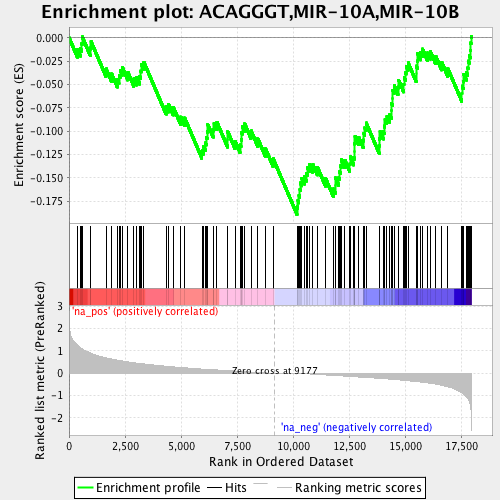 Enrichment plot: ACAGGGT,MIR-10A,MIR-10B
Enrichment score (ES)
0.000
-0.025
-0.050
-0.075
-0.100
-0.125
-0.150
-0.175
'na_pos' (positively correlated)
Ranked list metric (PreRanked)
3
2
1
0
-1
-2
Zero cross at 9177
'na_neg' (negatively correlated)
0
2,500
5,000
7,500
10,000
12,500
15,000
17,500
Rank in Ordered Dataset
Enrichment profile
Hits
Ranking metric scores